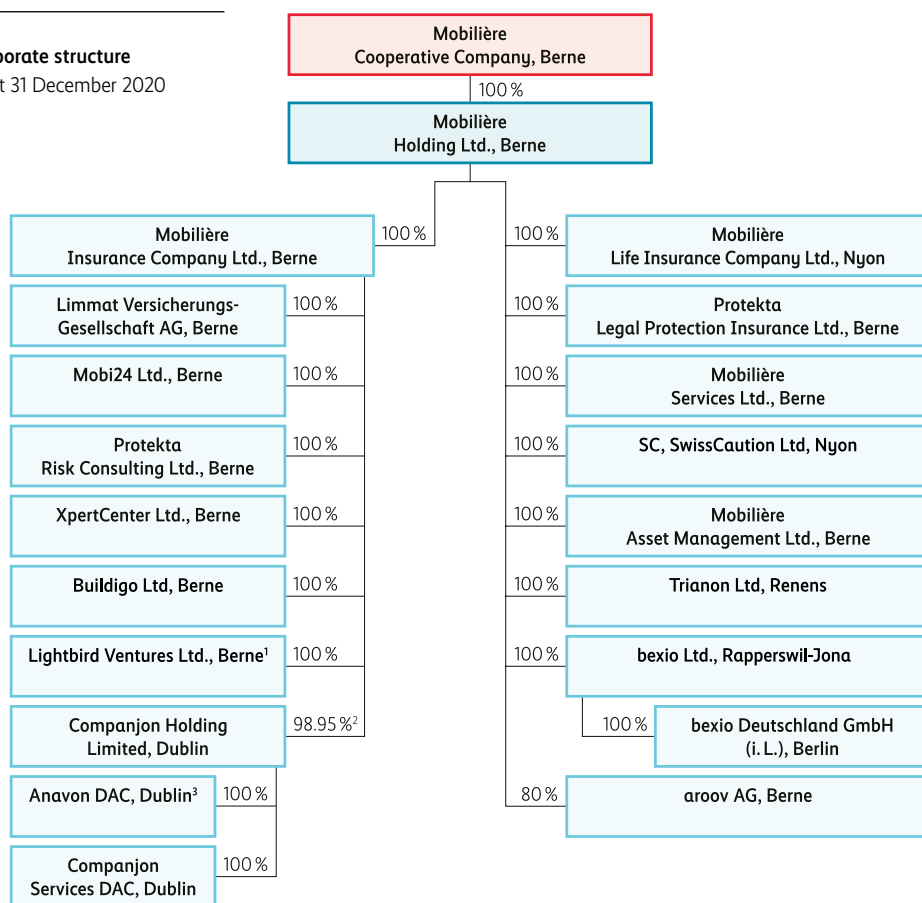 porate structure
t 31 December 2020
Mobilière
Cooperative Company, Berne
100 %
Mobilière
Holding Ltd., Berne
Mobilière
Insurance Company Ltd., Berne
100 %
Limmat Versicherungs-
Gesellschaft AG, Berne
100 %
Mobi24 Ltd., Berne
100 %
Protekta
Risk Consulting Ltd., Berne
100 %
XpertCenter Ltd., Berne
100 %
Buildigo Ltd, Berne
100 %
Lightbird Ventures Ltd., Berne¹
100 %
Companjon Holding
Limited, Dublin
98.95 %²
Anavon DAC, Dublin³
100 %
Companjon
Services DAC, Dublin
100 %
100 %
Mobilière
Life Insurance Company Ltd., Nyon
100 %
Protekta
Legal Protection Insurance Ltd., Berne
100 %
Mobilière
Services Ltd., Berne
100 %
SC, SwissCaution Ltd, Nyon
100 %
Mobilière
Asset Management Ltd., Berne
100 %
Trianon Ltd, Renens
100 %
bexio Ltd., Rapperswil-Jona
100 %
bexio Deutschland GmbH
(i. L.), Berlin
80 %
aroov AG, Berne